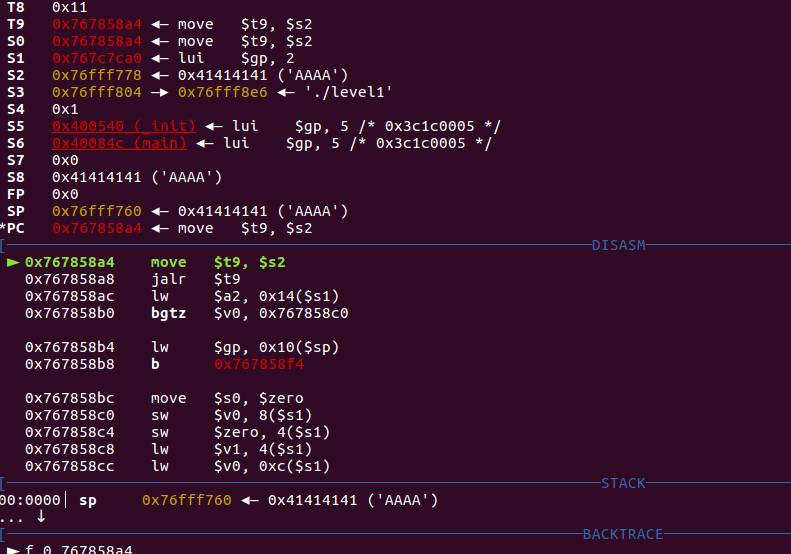 T8 0x11
T9 0x767858a4 ◂— move $t9, $s2
S0 0x767858a4 ◂— move $t9, $s2
S1 0x767c7ca0 ◂— lui $gp, 2
S2 0x76fff778 ◂— 0x41414141 ('AAAA')
S3 0x76fff804 —▸ 0x76fff8e6 ◂— './level1'
S4 0x1
S5 0x400540 (_init) ◂— lui $gp, 5 /* 0x3c1c0005 */
S6 0x40084c (main) ◂— lui $gp, 5 /* 0x3c1c0005 */
S7 0x0
S8 0x41414141 ('AAAA')
FP 0x0
SP 0x76fff760 ◂— 0x41414141 ('AAAA')
*PC 0x767858a4 ◂— move $t9, $s2
[ DISASM
► 0x767858a4 move $t9, $s2
0x767858a8 jalr $t9
0x767858ac lw $a2, 0x14($s1)
0x767858b0 bgtz $v0, 0x767858c0
0x767858b4 lw $gp, 0x10($sp)
0x767858b8 b 0x767858f4
0x767858bc move $s0, $zero
0x767858c0 sw $v0, 8($s1)
0x767858c4 sw $zero, 4($s1)
0x767858c8 lw $v1, 4($s1)
0x767858cc lw $v0, 0xc($s1)
[ STACK
00:0000│ sp 0x76fff760 ◂— 0x41414141 ('AAAA')
... ↓
[ BACKTRACE
► f 0 767858a4